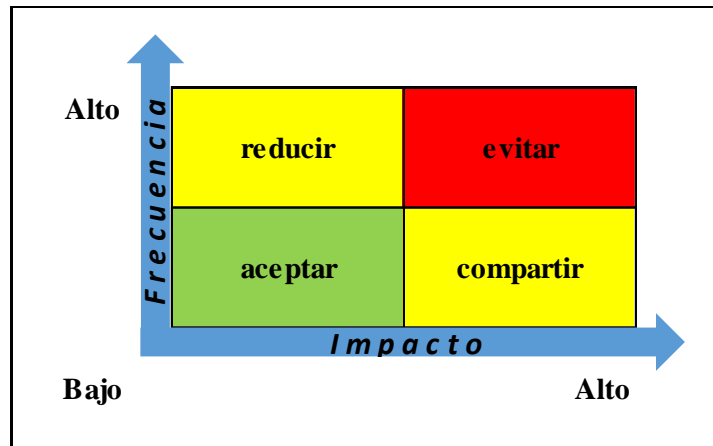 Alto
reducir
evitar
Frecuencia
aceptar
compartir
Impacto
Bajo
Alto